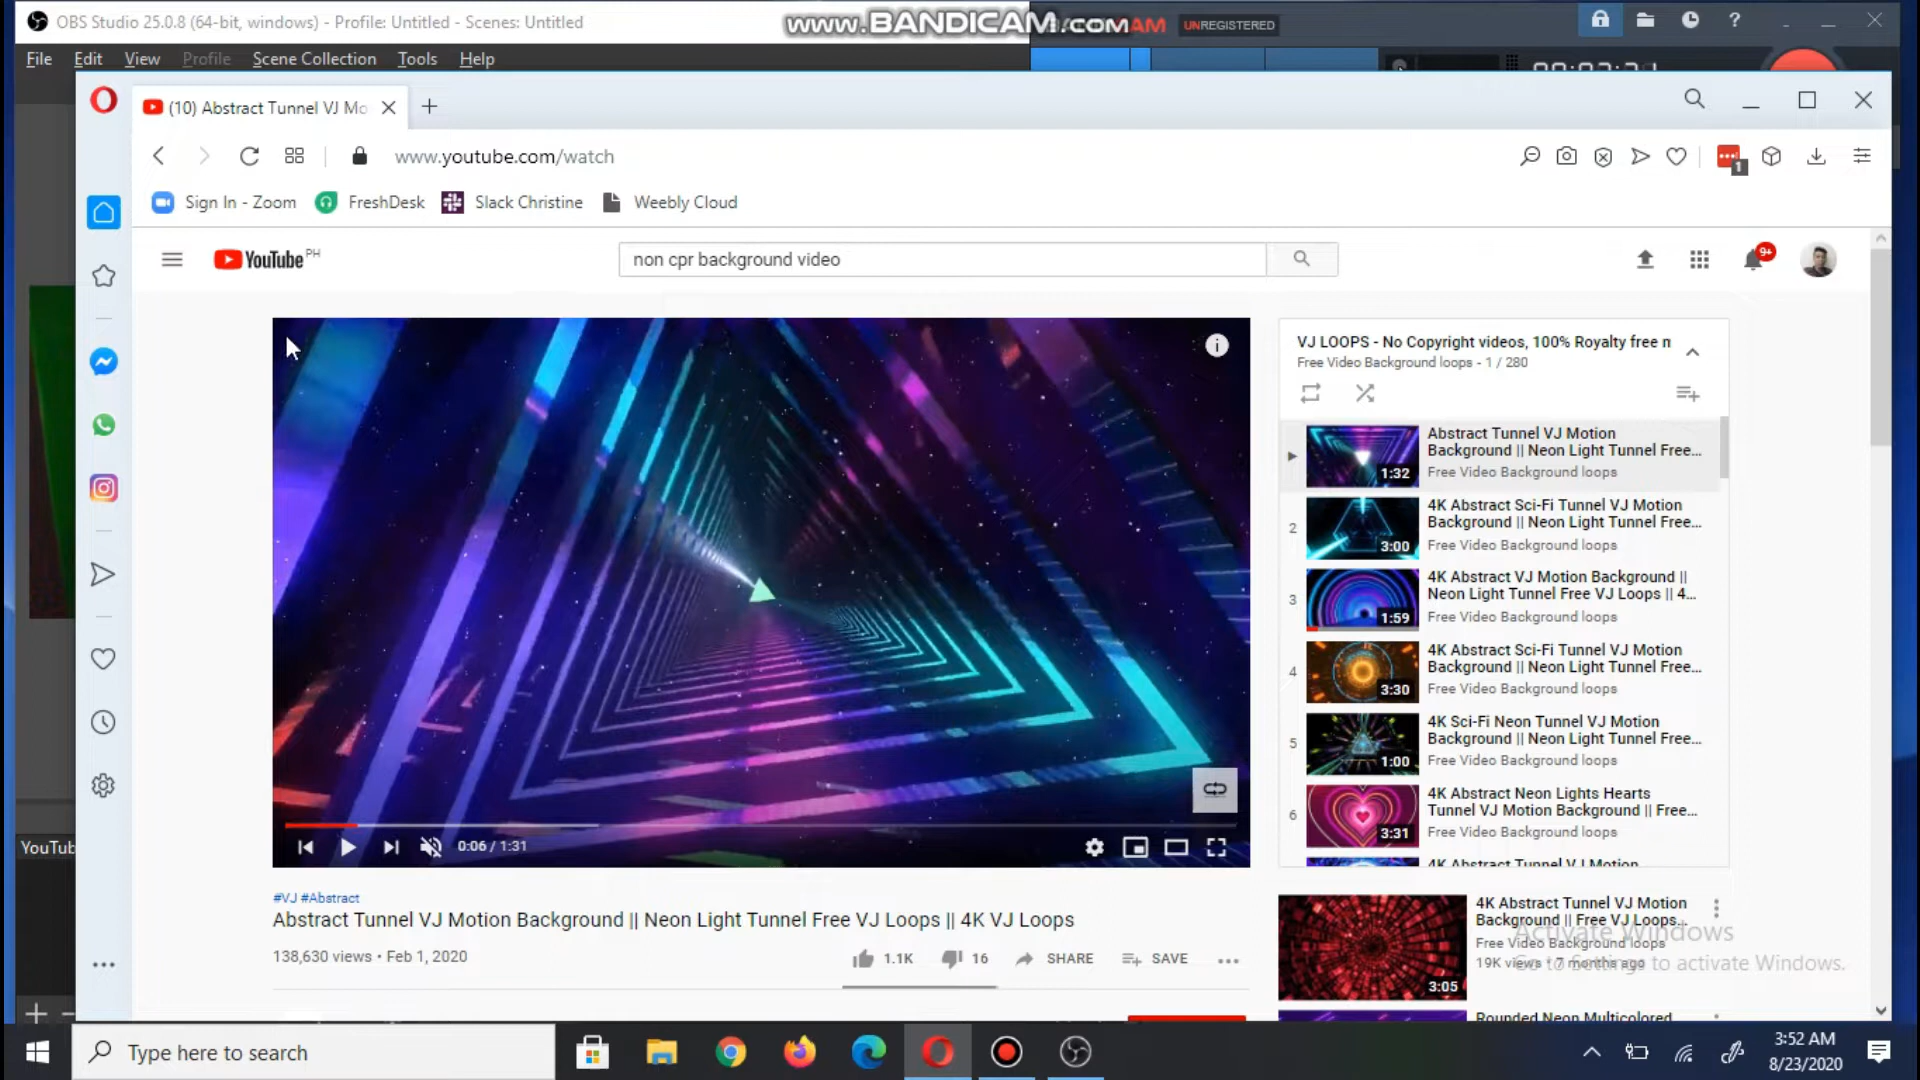 OBS Studio 25.0.8 (64-bit, windows) - Profile: Untitled - Scenes: Untitled
www.BANDICAM.com
UNREGISTERED
File Edit View Profile Scene Collection Tools Help
(10) Abstract Tunnel VJ Mo
www.youtube.com/watch
1
Sign In - Zoom FreshDesk Slack Christine Weebly Cloud
YouTube PH
non cpr background video
9+
VJ LOOPS - No Copyright videos, 100% Royalty free n
Free Video Background loops - 1 / 280
Abstract Tunnel VJ Motion
Background || Neon Light Tunnel Free...
Free Video Background loops
1:32
2
4K Abstract Sci-Fi Tunnel VJ Motion
Background || Neon Light Tunnel Free...
Free Video Background loops
3:00
3
4K Abstract VJ Motion Background ||
Neon Light Tunnel Free VJ Loops || 4...
Free Video Background loops
1:59
4
4K Abstract Sci-Fi Tunnel VJ Motion
Background || Neon Light Tunnel Free...
Free Video Background loops
3:30
5
4K Sci-Fi Neon Tunnel VJ Motion
Background || Neon Light Tunnel Free...
Free Video Background loops
1:00
6
4K Abstract Neon Lights Hearts
Tunnel VJ Motion Background || Free...
Free Video Background loops
3:31
4K Abstract Tunnel VJ Motion
YouTub
0:06 / 1:31
#VJ #Abstract
Abstract Tunnel VJ Motion Background || Neon Light Tunnel Free VJ Loops || 4K VJ Loops
138,630 views • Feb 1, 2020
1.1K 16 SHARE SAVE
4K Abstract Tunnel VJ Motion
Background || Free VJ Loops...
Free Video Background loops
19K views • 7 months ago
3:05
Activate Windows
Go to Settings to activate Windows.
Rounded Neon Multicolored
Type here to search
3:52 AM
8/23/2020